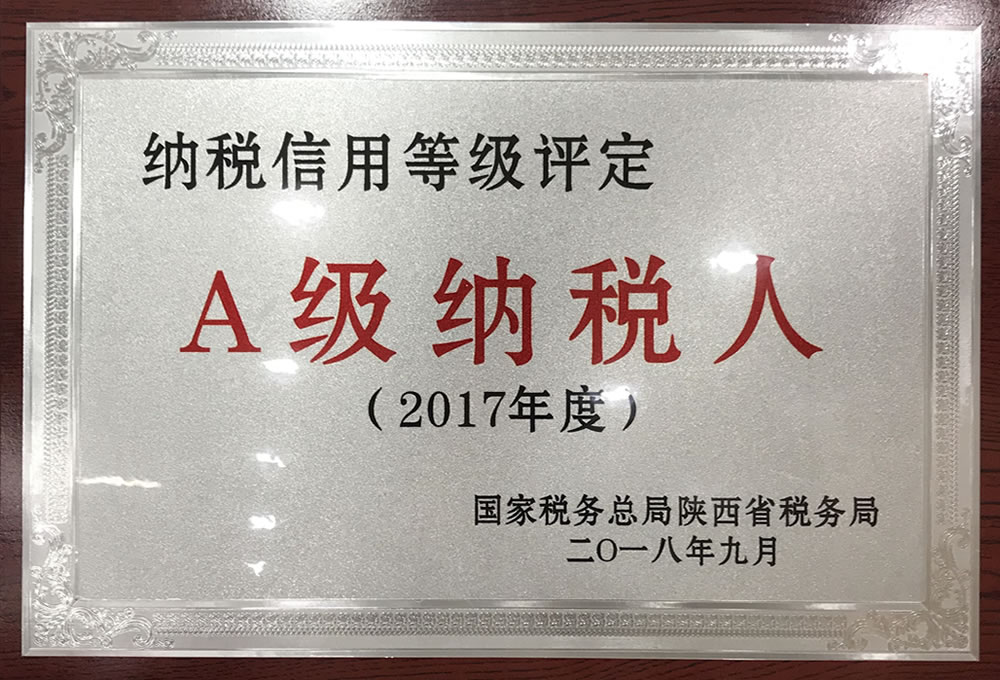 纳税信用等级评定
A级纳税人
（2017年度）
国家税务总局陕西省税务局
二〇一八年九月